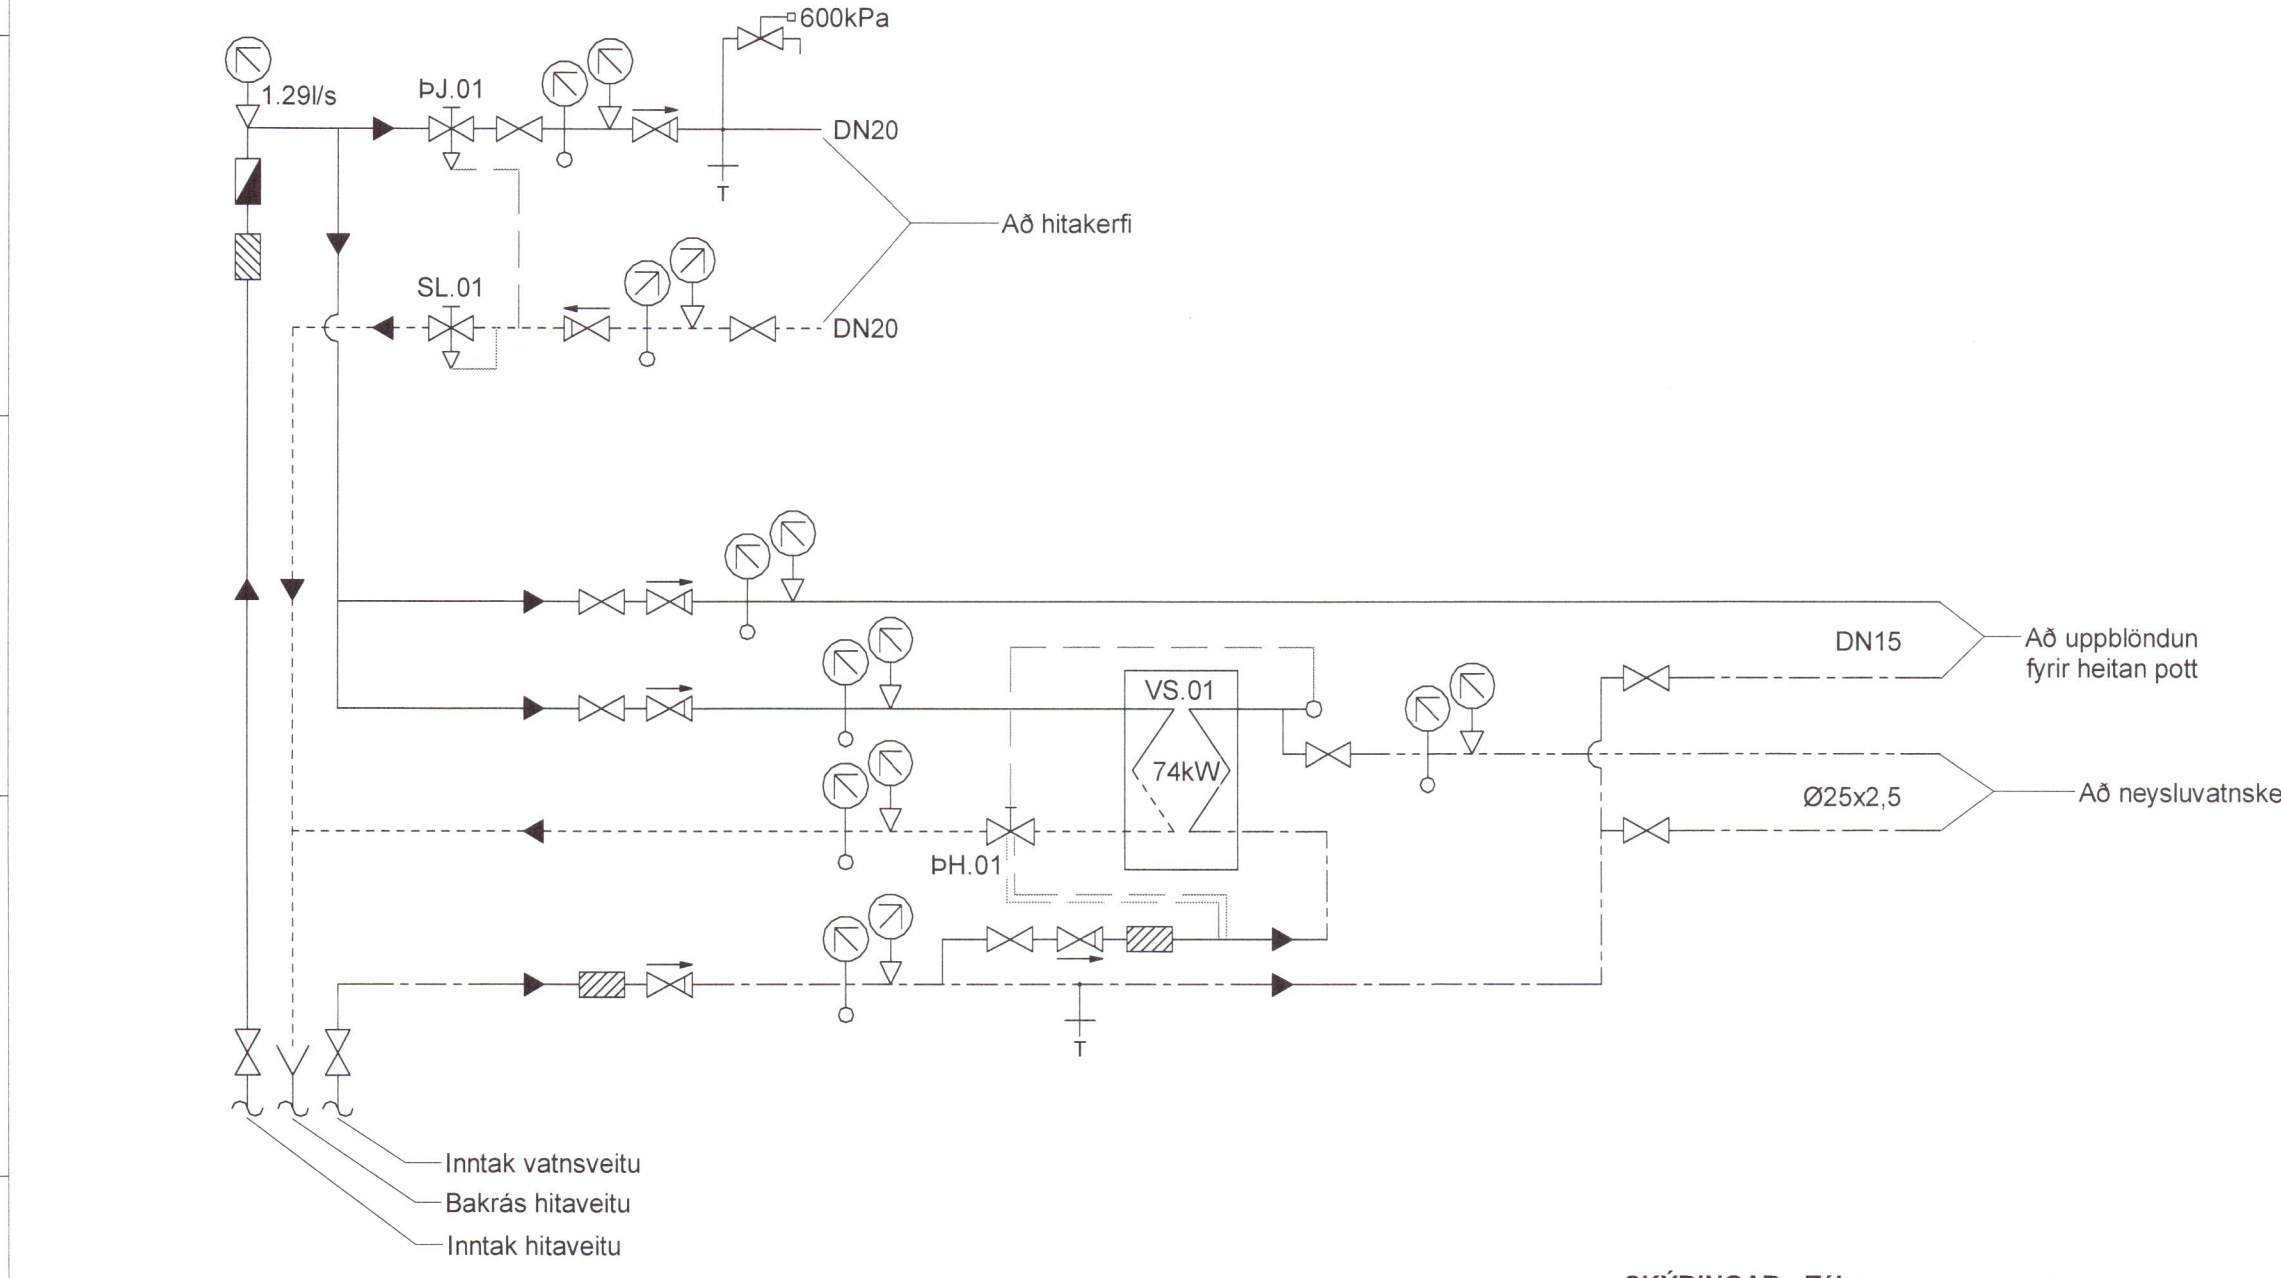 600kPa
1.29l/s
ÞJ.01
DN20
T
Að hitakerfi
SL.01
DN20
DN15
Að uppblöndun
fyrir heitan pott
VS.01
74kW
Ø25x2,5
Að neysluvatnske
ÞH.01
T
Inntak vatnsveitu
Bakrás hitaveitu
Inntak hitaveitu